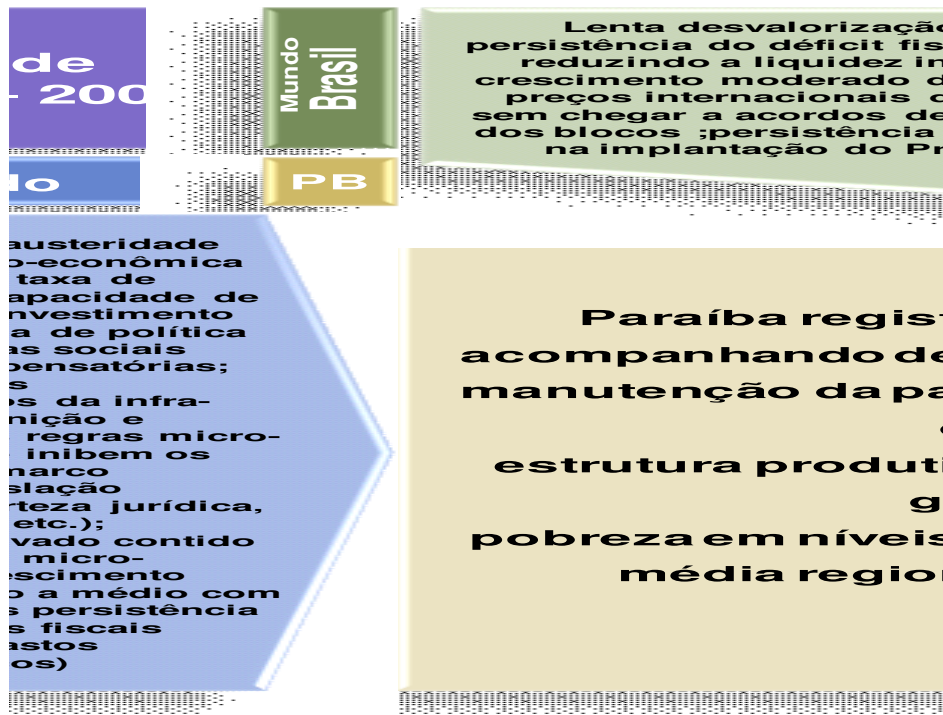 de
- 200
Mundo
Brasil
Lenta desvalorizaçã
persistência do déficit fis
reduzindo a liquidez in
crescimento moderado d
preços internacionais
sem chegar a acordos de
dos blocos ;persistência
na implantação do Pr
do
PB
austeridade
o-econômica
taxa de
apacidade de
nvestimento
a de política
as sociais
pensatórias;
s
os da infra-
nição e
regras micro-
inibem os
marco
slação
rteza jurídica,
etc.);
vado contido
micro-
escimento
o a médio com
s persistência
s fiscais
astos
os)
Paraíba regist
acompanhando de
manutenção da pa
estrutura produti
g
pobreza em níveis
média region